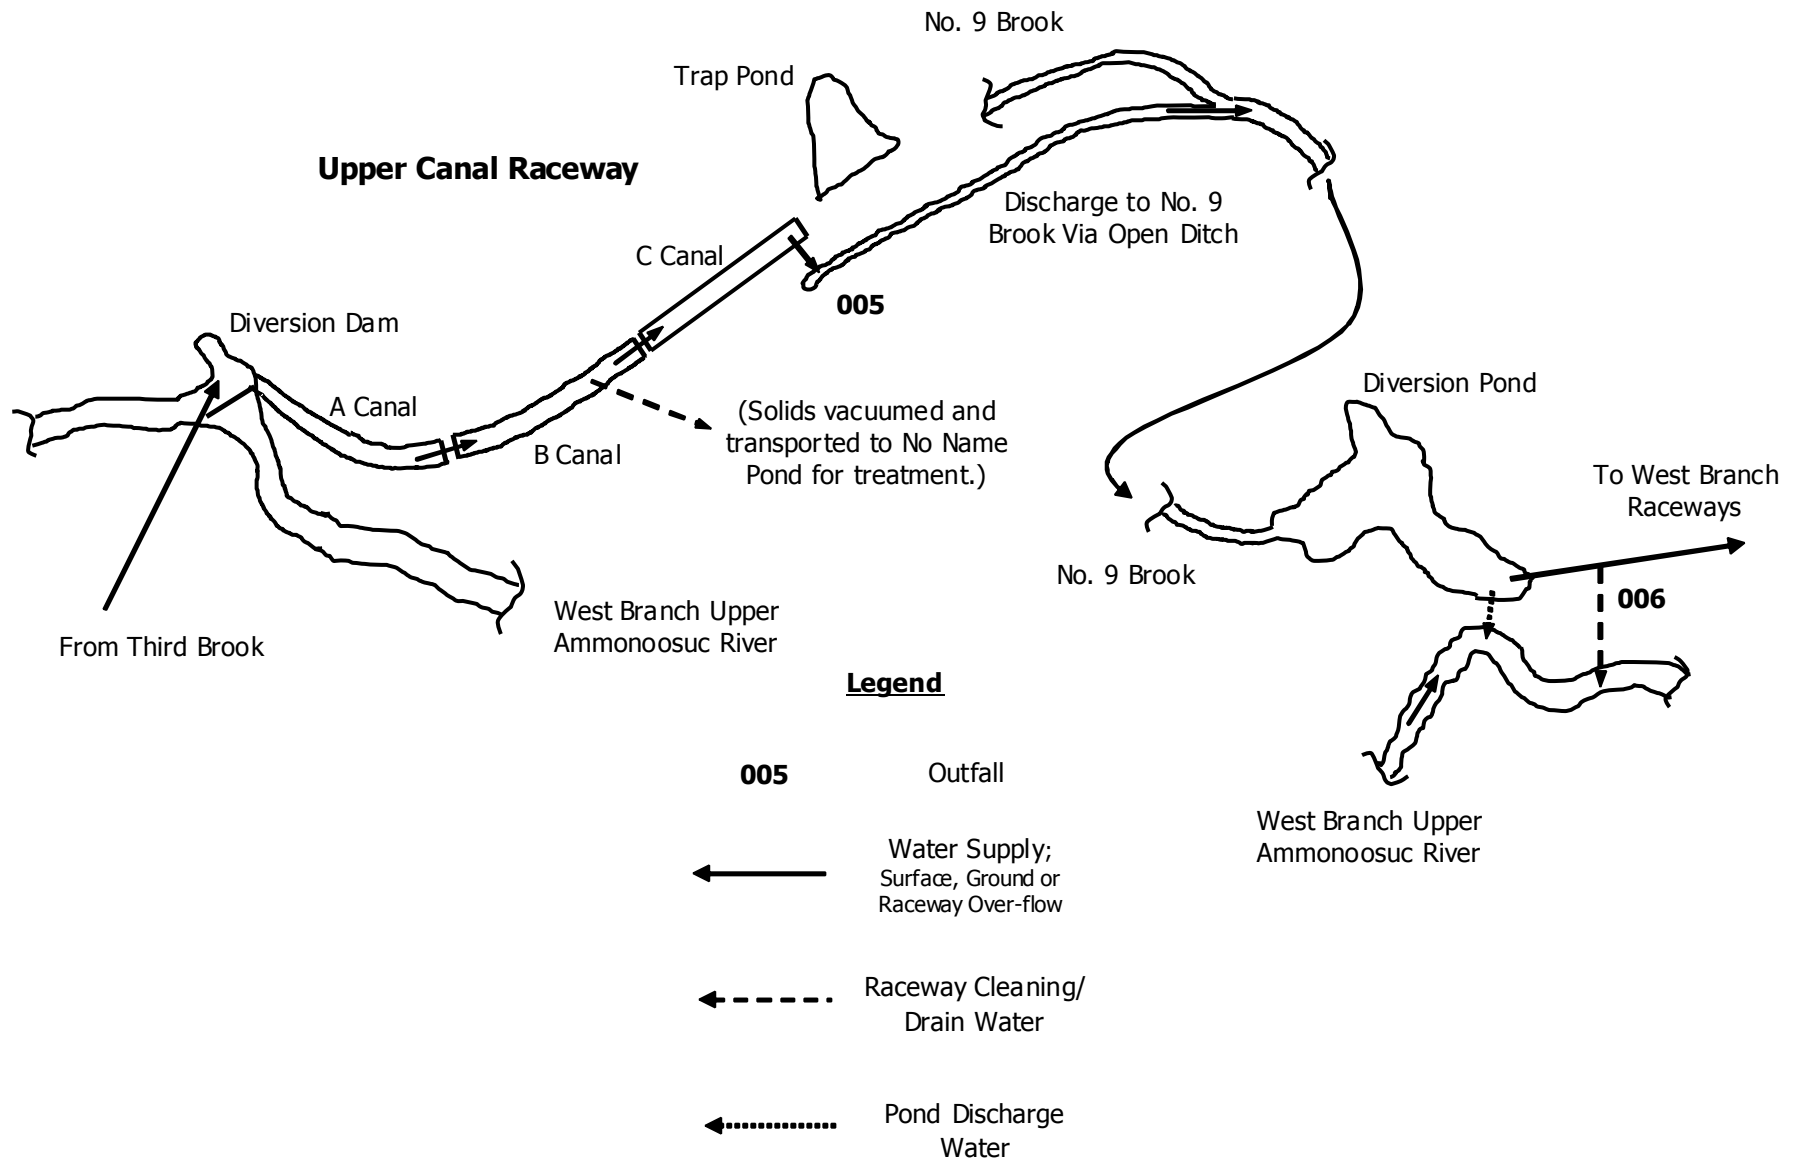 No. 9 Brook
Trap Pond
Upper Canal Raceway
Discharge to No. 9
Brook Via Open Ditch
C Canal
005
Diversion Dam
A Canal
B Canal
(Solids vacuumed and
transported to No Name
Pond for treatment.)
Diversion Pond
To West Branch
Raceways
No. 9 Brook
006
From Third Brook
West Branch Upper
Ammonoosuc River
Legend
005
Outfall
West Branch Upper
Ammonoosuc River
Water Supply;
Surface, Ground or
Raceway Over-flow
Raceway Cleaning/
Drain Water
Pond Discharge
Water